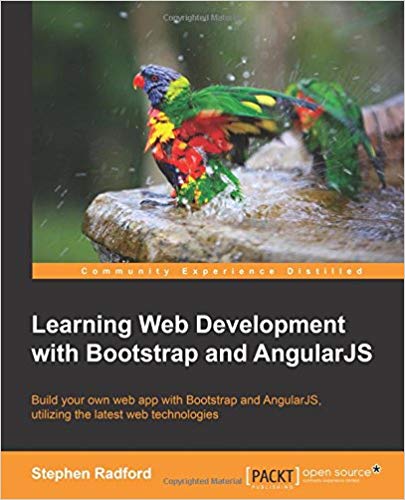 Community Experience Distilled
Learning Web Development
with Bootstrap and AngularJS
Build your own web app with Bootstrap and AngularJS,
utilizing the latest web technologies
Stephen Radford
[PACKT] open source*
PUBLISHING